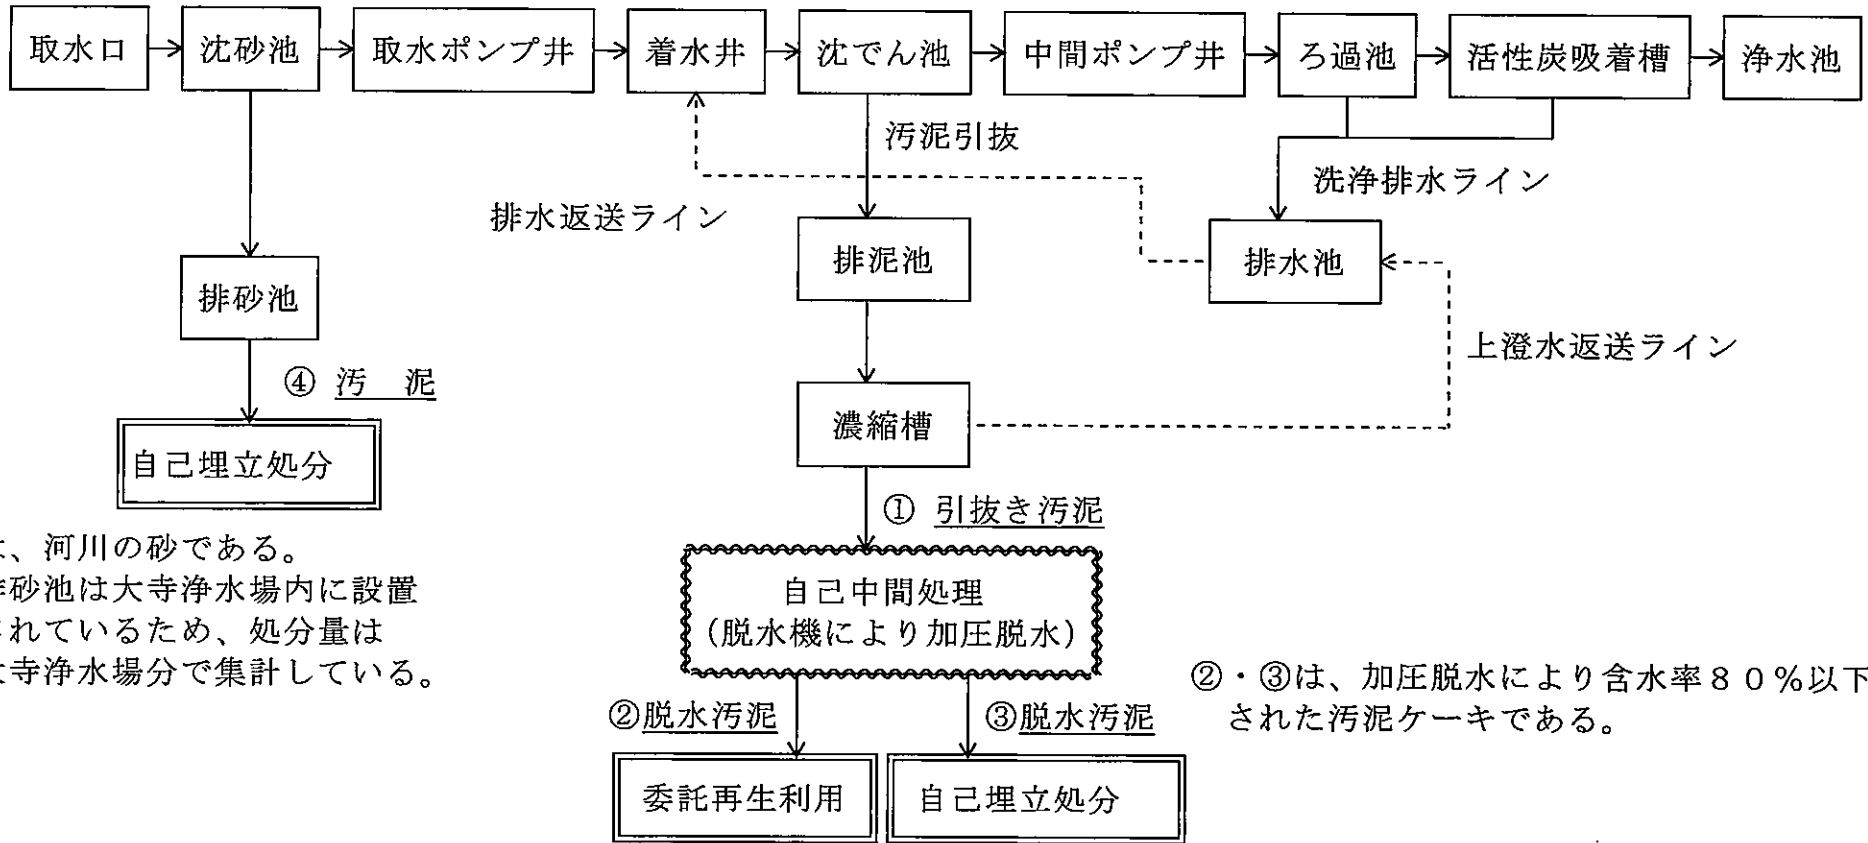 取水口
沈砂池
取水ポンプ井
着水井
沈でん池
中間ポンプ井
ろ過池
活性炭吸着槽
浄水池
汚泥引抜
洗浄排水ライン
排水返送ライン
排砂池
排泥池
排水池
上澄水返送ライン
④ 汚　泥
濃縮槽
自己埋立処分
① 引抜き汚泥
、河川の砂である。
砂池は大寺浄水場内に設置
れているため、処分量は
大寺浄水場分で集計している。
自己中間処理
(脱水機により加圧脱水)
②・③は、加圧脱水により含水率８０％以下
された汚泥ケーキである。
②脱水汚泥
③脱水汚泥
委託再生利用
自己埋立処分